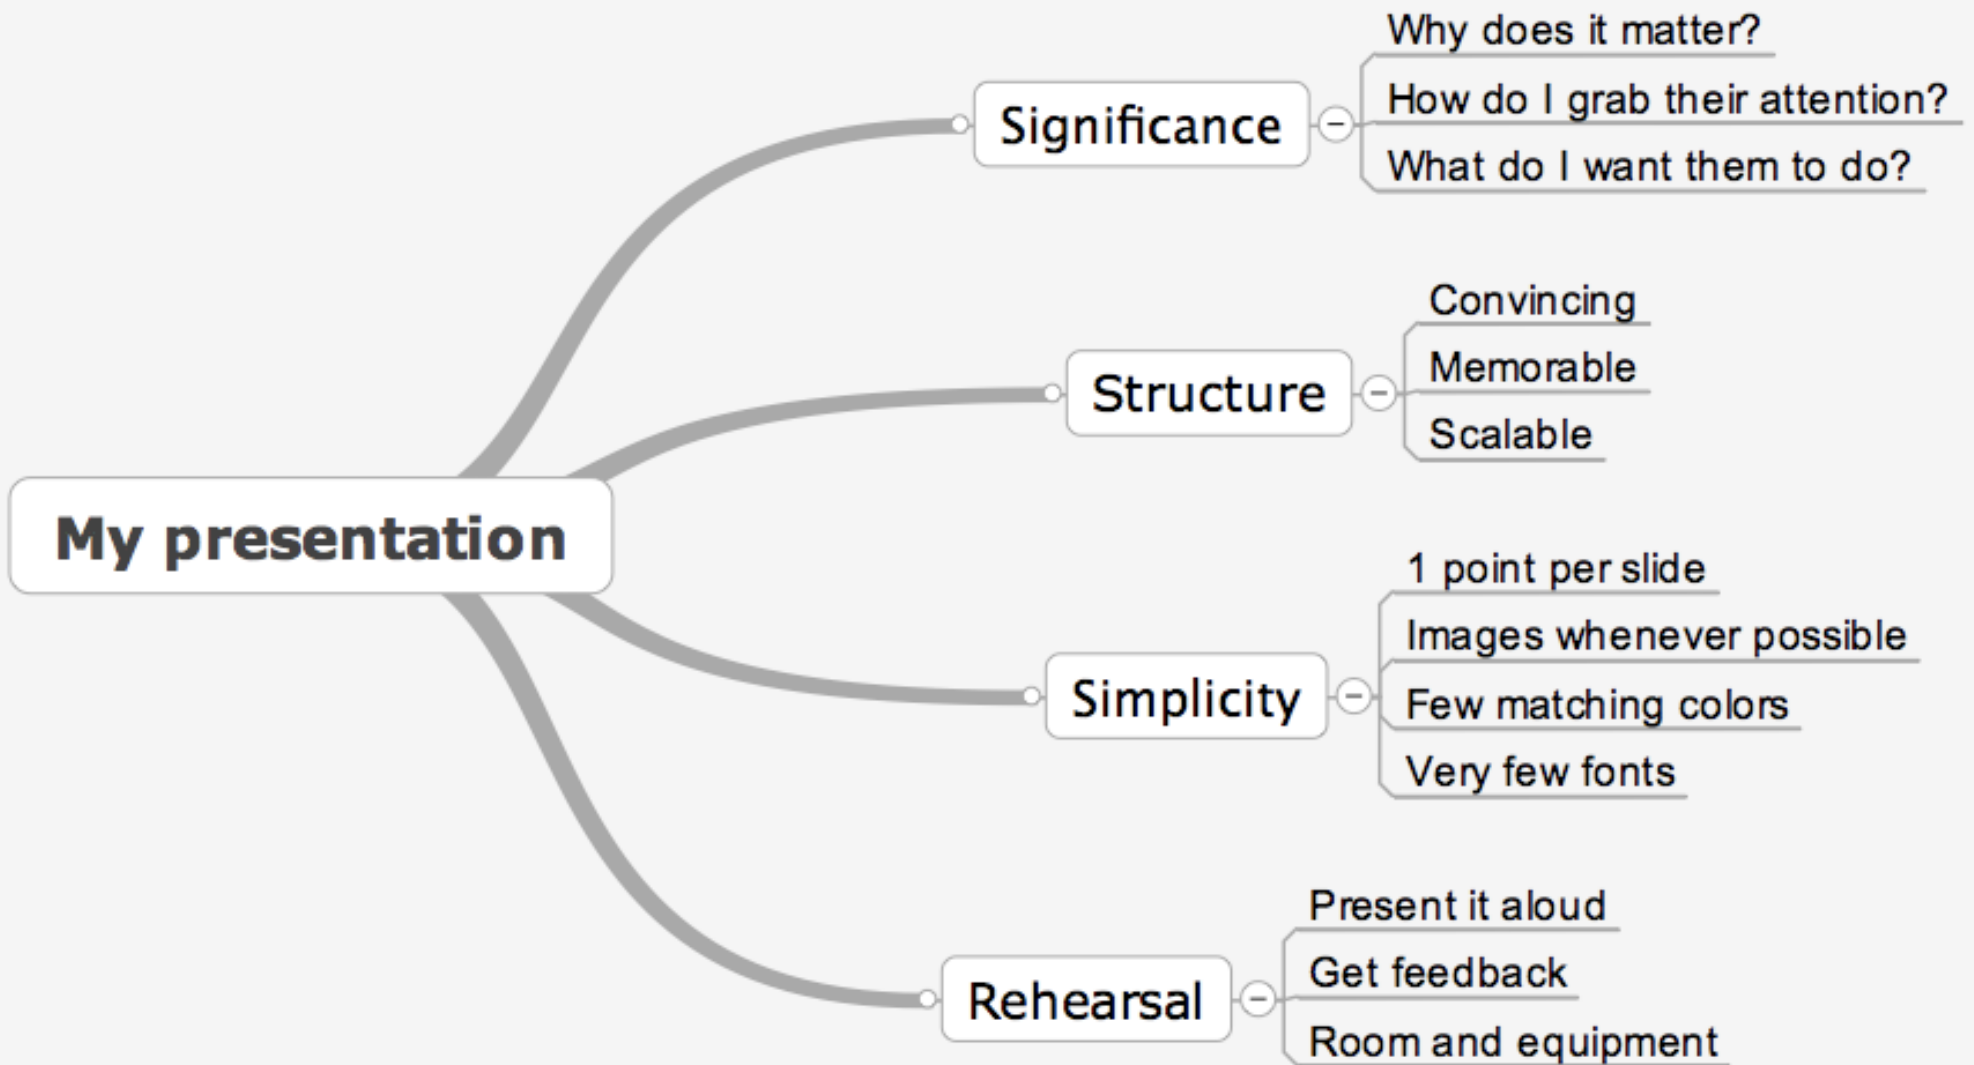 My presentation
Significance
Why does it matter?
How do I grab their attention?
What do I want them to do?
Structure
Convincing
Memorable
Scalable
Simplicity
1 point per slide
Images whenever possible
Few matching colors
Very few fonts
Rehearsal
Present it aloud
Get feedback
Room and equipment